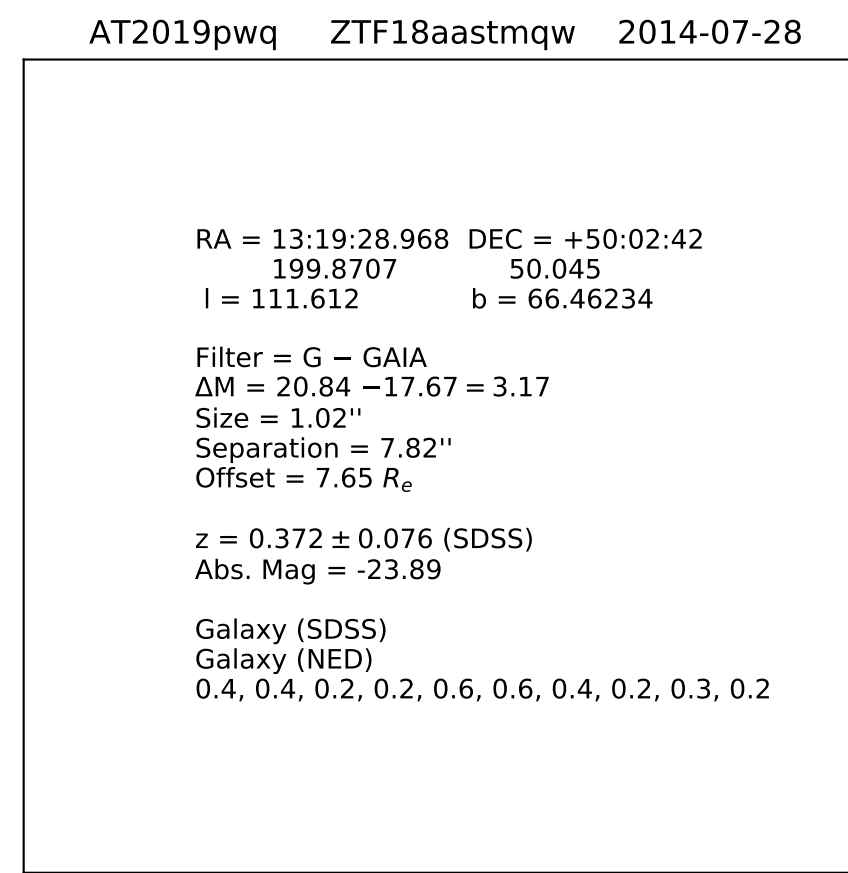 AT2019pwq ZTF18aastmqw 2014-07-28
RA = 13:19:28.968 DEC = +50:02:42
199.8707 50.045
l = 111.612 b = 66.46234
Filter = G − GAIA
ΔM = 20.84 −17.67 = 3.17
Size = 1.02''
Separation = 7.82''
Offset = 7.65 Re
z = 0.372 ± 0.076 (SDSS)
Abs. Mag = -23.89
Galaxy (SDSS)
Galaxy (NED)
0.4, 0.4, 0.2, 0.2, 0.6, 0.6, 0.4, 0.2, 0.3, 0.2